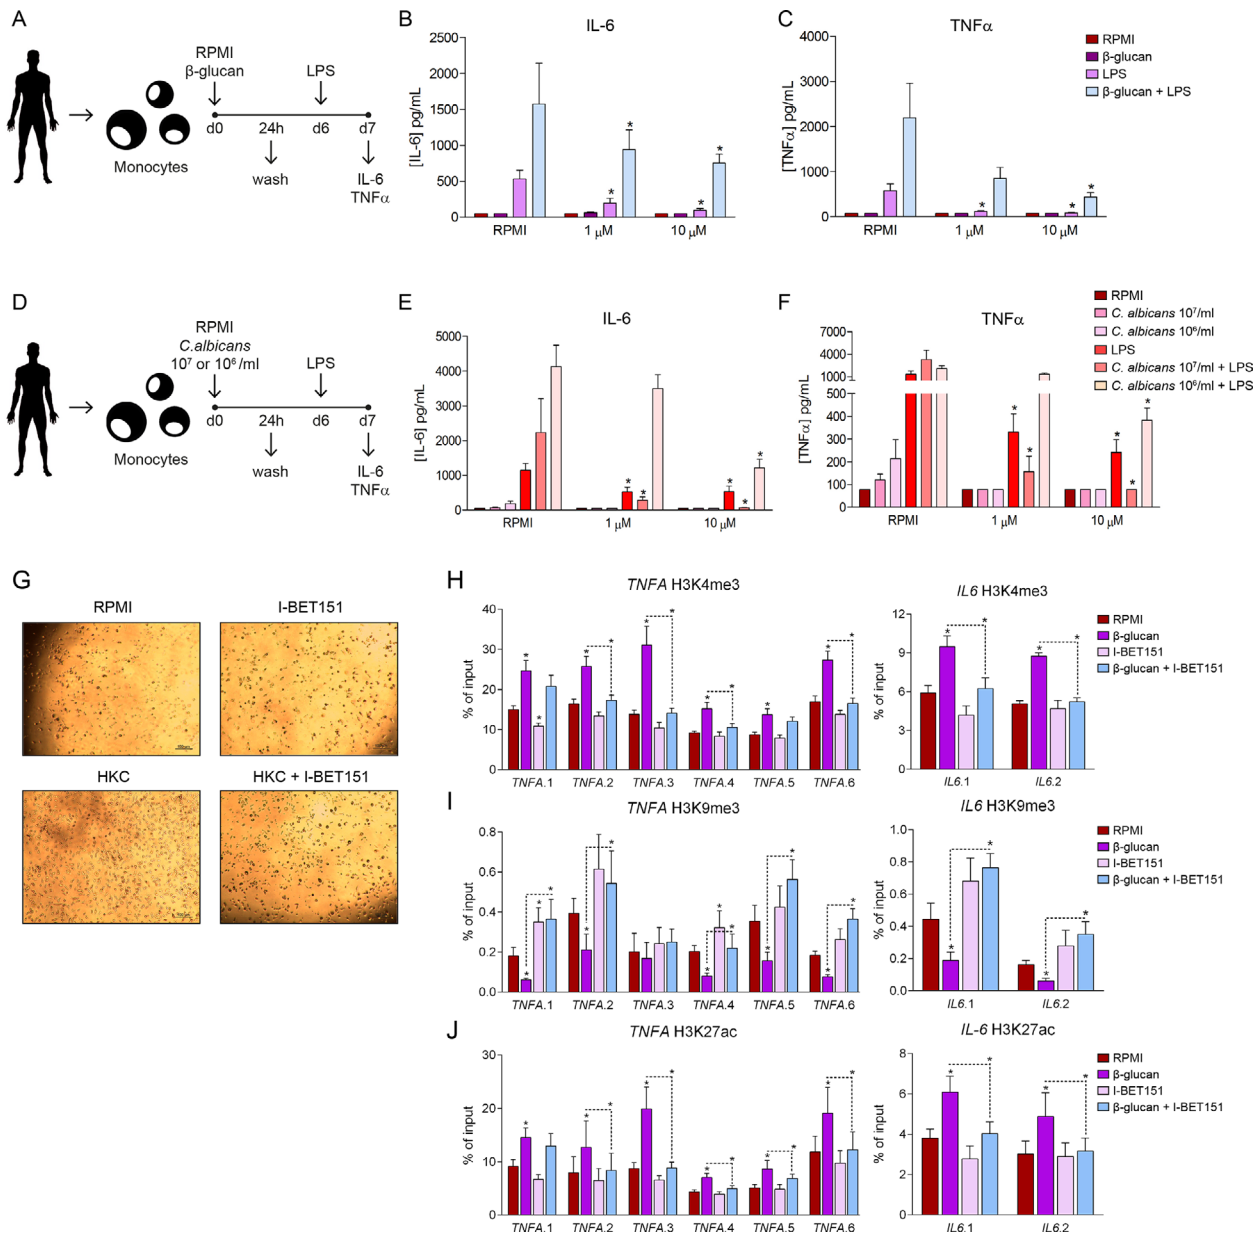 A
RPMI
β-glucan
LPS
d0
24h
d6
d7
Monocytes
wash
IL-6
TNFα
B
IL-6
[IL-6] pg/mL
2500
2000
1500
1000
500
0
RPMI
1 μM
10 μM
*
*
*
*
C
TNFα
[TNFα] pg/mL
4000
3000
2000
1000
0
RPMI
1 μM
10 μM
*
*
*
RPMI
β-glucan
LPS
β-glucan + LPS
D
RPMI
C.albicans
10⁷ or 10⁶/ml
LPS
d0
24h
d6
d7
Monocytes
wash
IL-6
TNFα
E
IL-6
[IL-6] pg/mL
5000
4000
3000
2000
1000
0
RPMI
1 μM
10 μM
*
*
*
*
*
F
TNFα
[TNFα] pg/mL
7000
4000
1000
500
400
300
200
100
0
RPMI
1 μM
10 μM
*
*
*
*
*
RPMI
C. albicans 10⁷/ml
C. albicans 10⁶/ml
LPS
C. albicans 10⁷/ml + LPS
C. albicans 10⁶/ml + LPS
G
RPMI
I-BET151
HKC
HKC + I-BET151
H
TNFA H3K4me3
% of input
40
30
20
10
0
TNFA.1
TNFA.2
TNFA.3
TNFA.4
TNFA.5
TNFA.6
IL6 H3K4me3
% of input
12
9
6
3
0
IL6.1
IL6.2
RPMI
β-glucan
I-BET151
β-glucan + I-BET151
I
TNFA H3K9me3
% of input
0.8
0.6
0.4
0.2
0.0
TNFA.1
TNFA.2
TNFA.3
TNFA.4
TNFA.5
TNFA.6
IL6 H3K9me3
% of input
1.0
0.8
0.6
0.4
0.2
0.0
IL6.1
IL6.2
RPMI
β-glucan
I-BET151
β-glucan + I-BET151
J
TNFA H3K27ac
% of input
30
20
10
0
TNFA.1
TNFA.2
TNFA.3
TNFA.4
TNFA.5
TNFA.6
IL-6 H3K27ac
% of input
8
6
4
2
0
IL6.1
IL6.2
RPMI
β-glucan
I-BET151
β-glucan + I-BET151